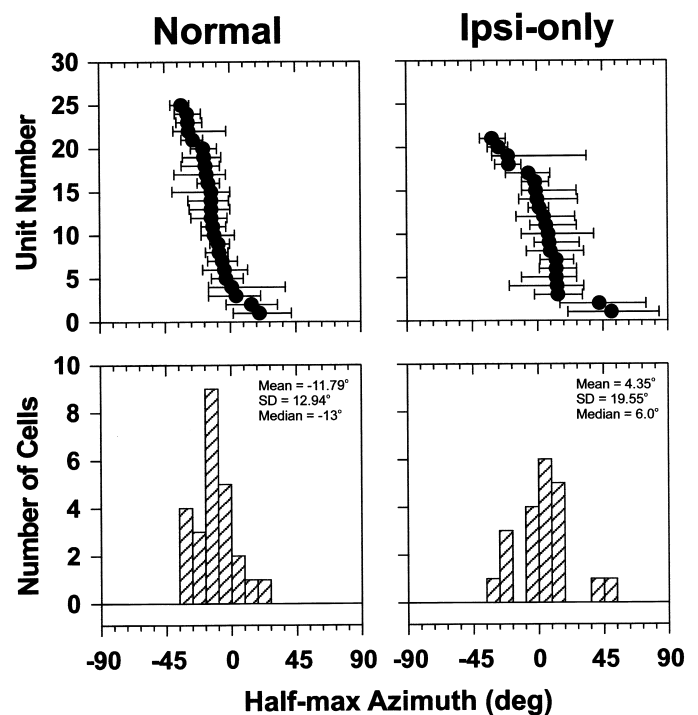 Normal
Ipsi-only
30
25
20
15
10
5
0
Unit Number
10
8
6
4
2
0
Number of Cells
Mean = -11.79°
SD = 12.94°
Median = -13°
Mean = 4.35°
SD = 19.55°
Median = 6.0°
-90 -45 0 45 90
-90 -45 0 45 90
Half-max Azimuth (deg)